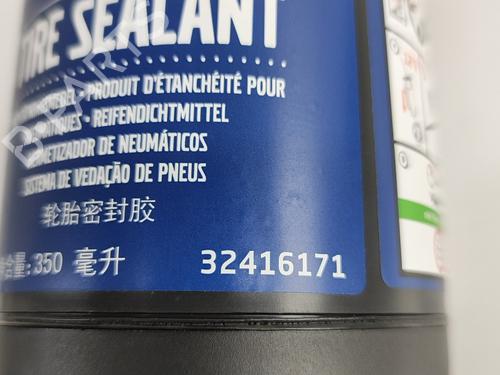 TIRE SEALANT
PRODUIT D'ÉTANCHÉITÉ POUR
· REIFENDICHTMITTEL
DE NEUMÁTICOS
SISTEMA DE VEDAÇÃO DE PNEUS
轮胎密封胶
350 毫升
32416171